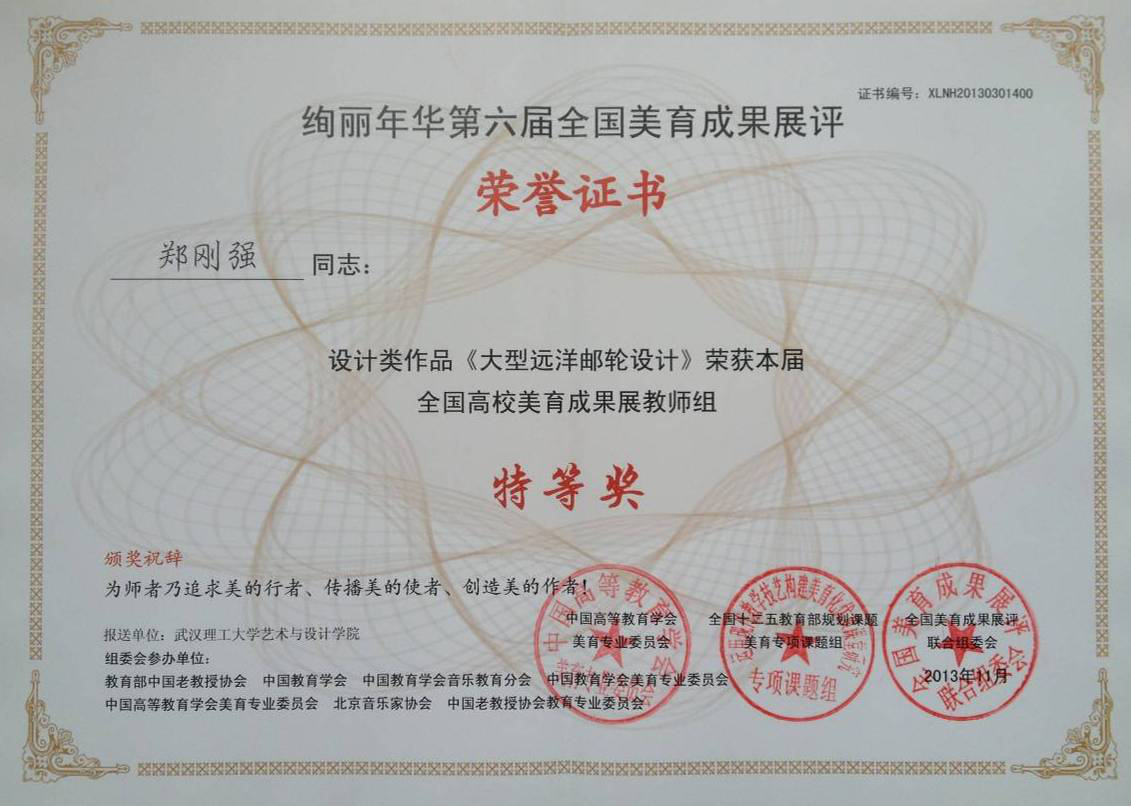 证书编号：XLNH20130301400
绚丽年华第六届全国美育成果展评
荣誉证书
郑刚强 同志：
设计类作品《大型远洋邮轮设计》荣获本届
全国高校美育成果展教师组
特等奖
颁奖祝辞
为师者乃追求美的行者、传播美的使者、创造美的作者！
报送单位：武汉理工大学艺术与设计学院
组委会参办单位：
教育部中国老教授协会 中国教育学会 中国教育学会音乐教育分会 中国教育学会美育专业委员会
中国高等教育学会美育专业委员会 北京音乐家协会 中国老教授协会教育专业委员会
中国高等教育学会
美育专业委员会
全国十二五教育部规划课题
美育专项课题组
全国美育成果展评
联合组委会
2013年11月
中国高等教育学会
专项课题组
全国美育成果展评
联合组委会